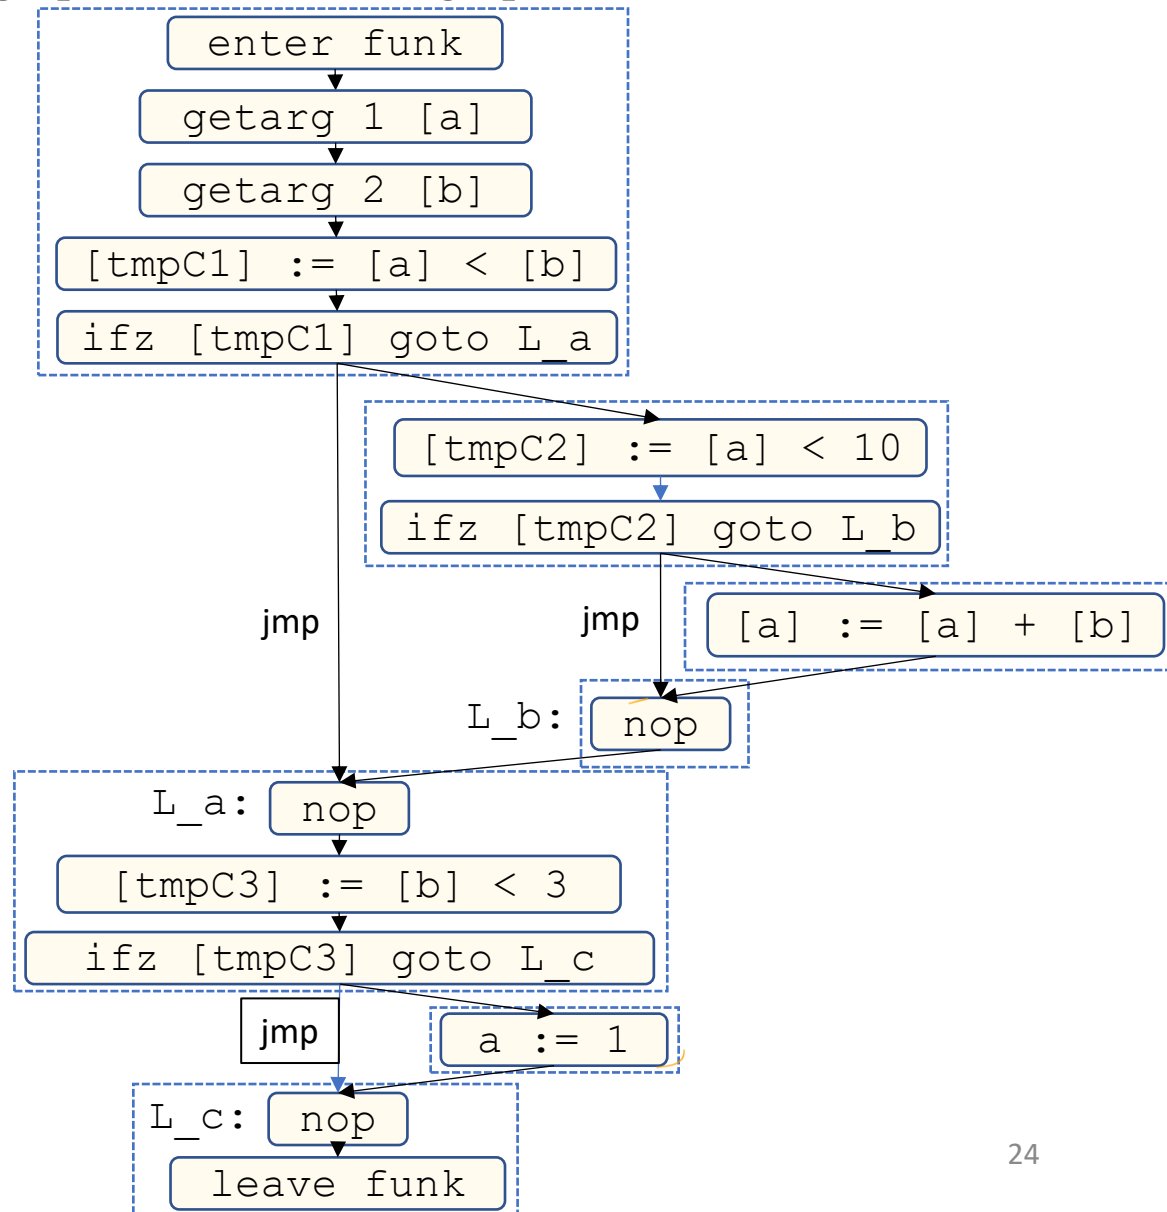 enter funk
getarg 1 [a]
getarg 2 [b]
[tmpC1] := [a] < [b]
ifz [tmpC1] goto L_a
[tmpC2] := [a] < 10
ifz [tmpC2] goto L_b
jmp
jmp
[a] := [a] + [b]
L_b: nop
L_a: nop
[tmpC3] := [b] < 3
ifz [tmpC3] goto L_c
jmp
a := 1
L_c: nop
leave funk
24